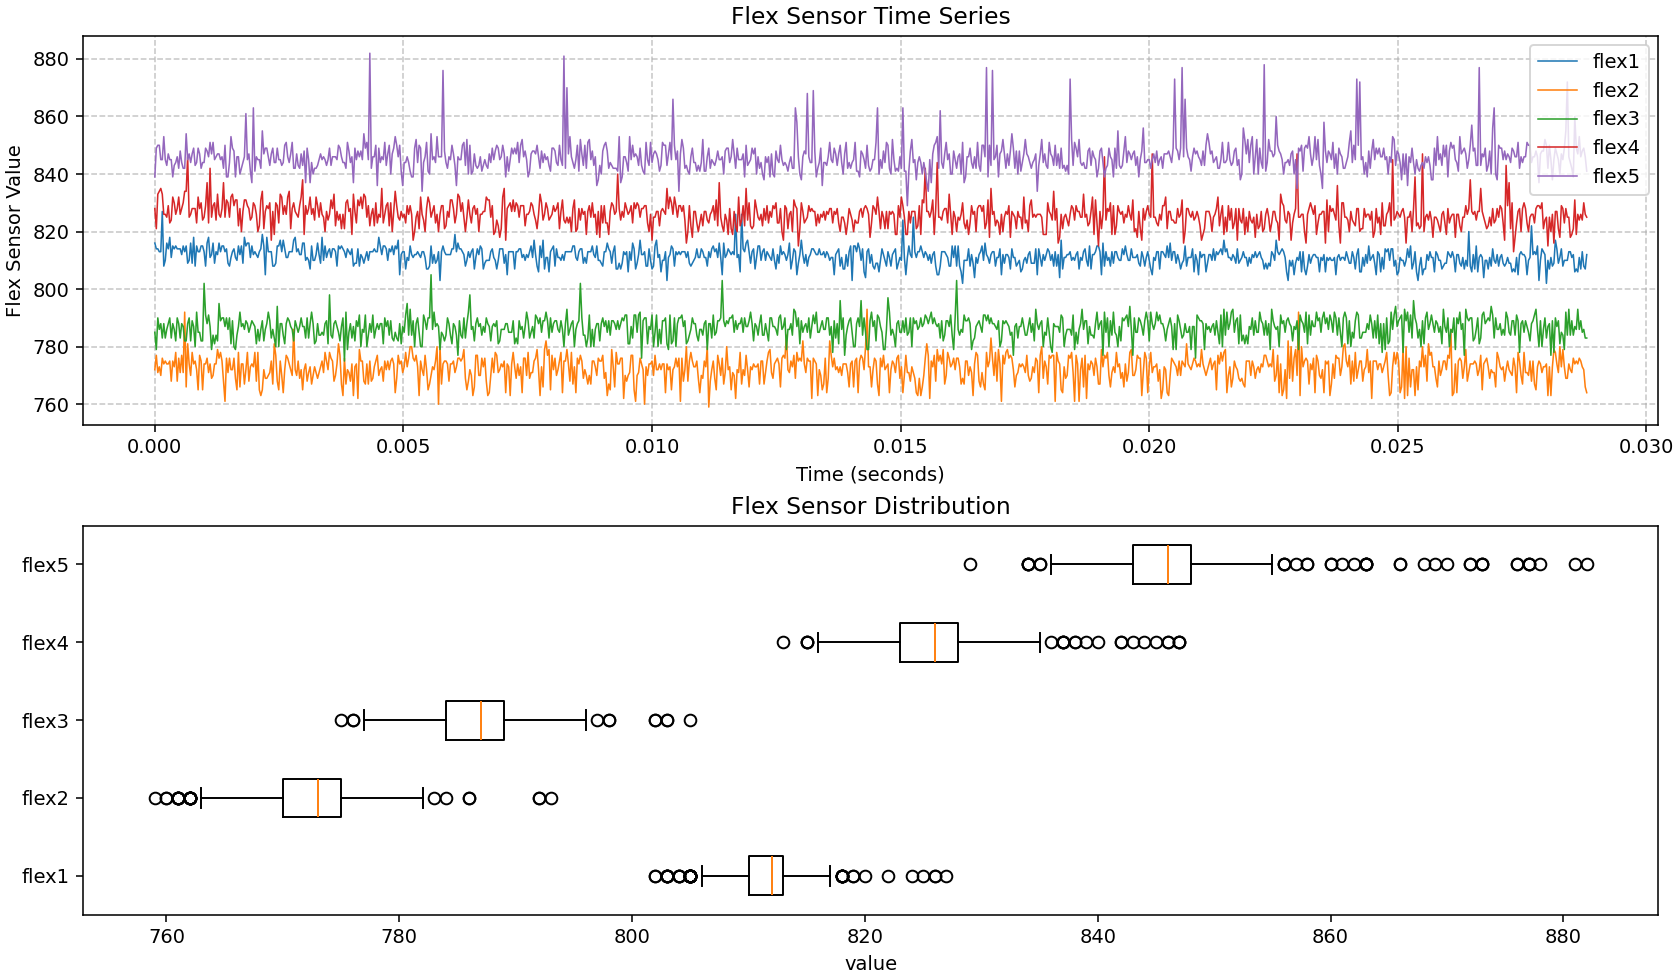 Flex Sensor Time Series
Flex Sensor Value
880
860
840
820
800
780
760
flex1
flex2
flex3
flex4
flex5
0.000 0.005 0.010 0.015 0.020 0.025 0.030
Time (seconds)
Flex Sensor Distribution
flex5
flex4
flex3
flex2
flex1
760 780 800 820 840 860 880
value